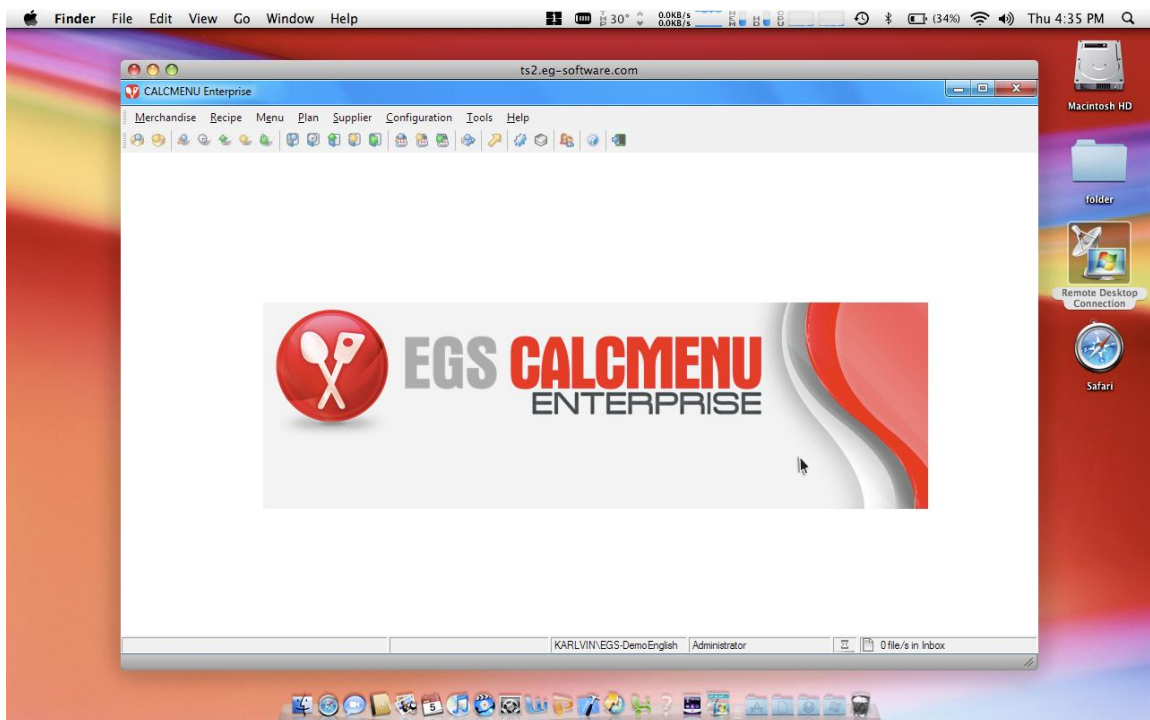 Finder File Edit View Go Window Help 30° 0.0KB/s 0.0KB/s (34%) Thu 4:35 PM
ts2.eg-software.com
CALCMENU Enterprise
Merchandise Recipe Menu Plan Supplier Configuration Tools Help
Macintosh HD
folder
Remote Desktop
Connection
Safari
EGS CALCMENU
ENTERPRISE
KARLVIN\EGS-DemoEnglish Administrator 0 file/s in Inbox
5